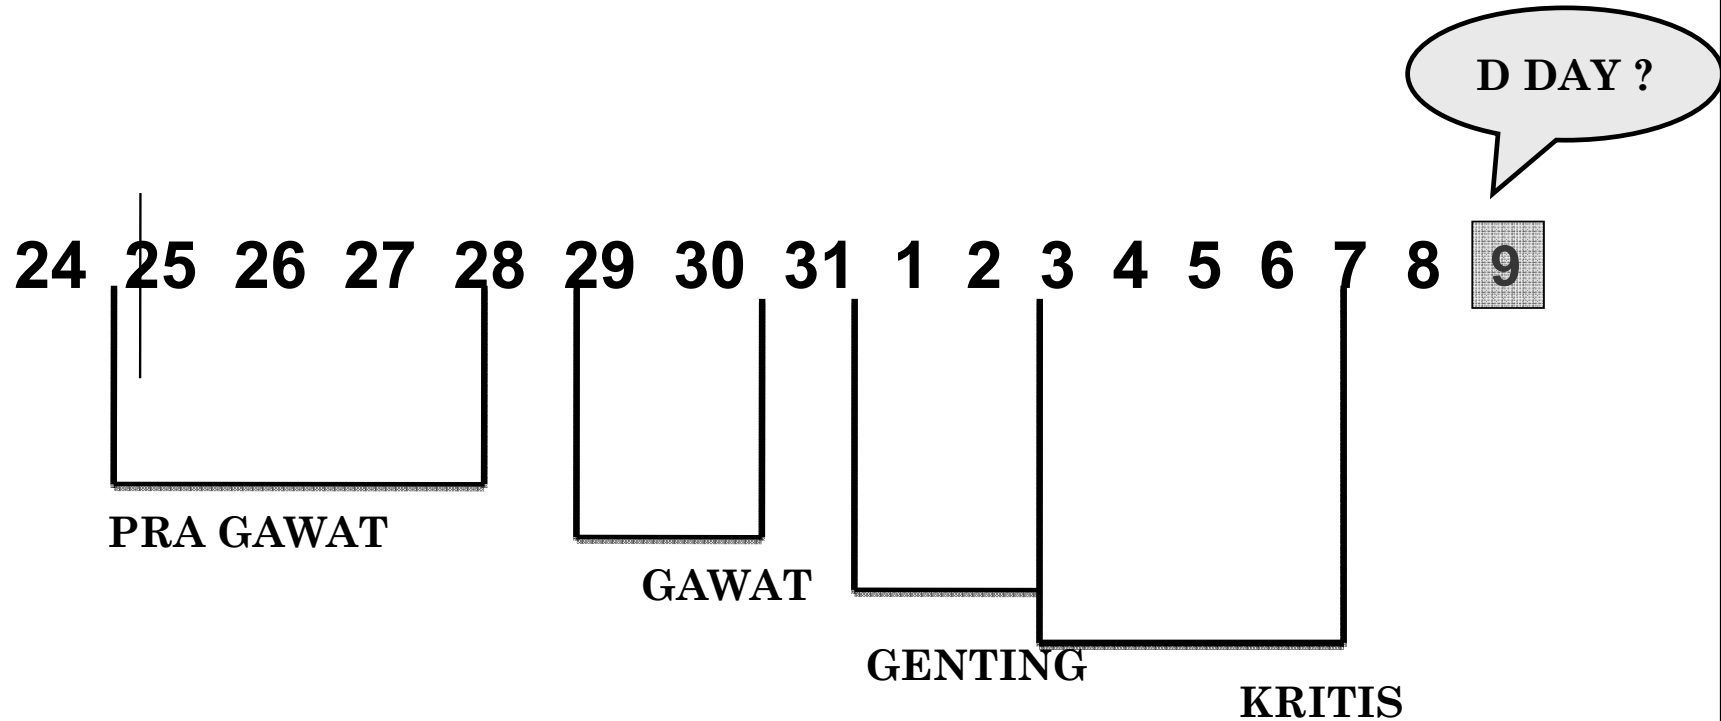 D DAY ?
24 25 26 27 28 29 30 31 1 2 3 4 5 6 7 8 9
PRA GAWAT
GAWAT
GENTING
KRITIS